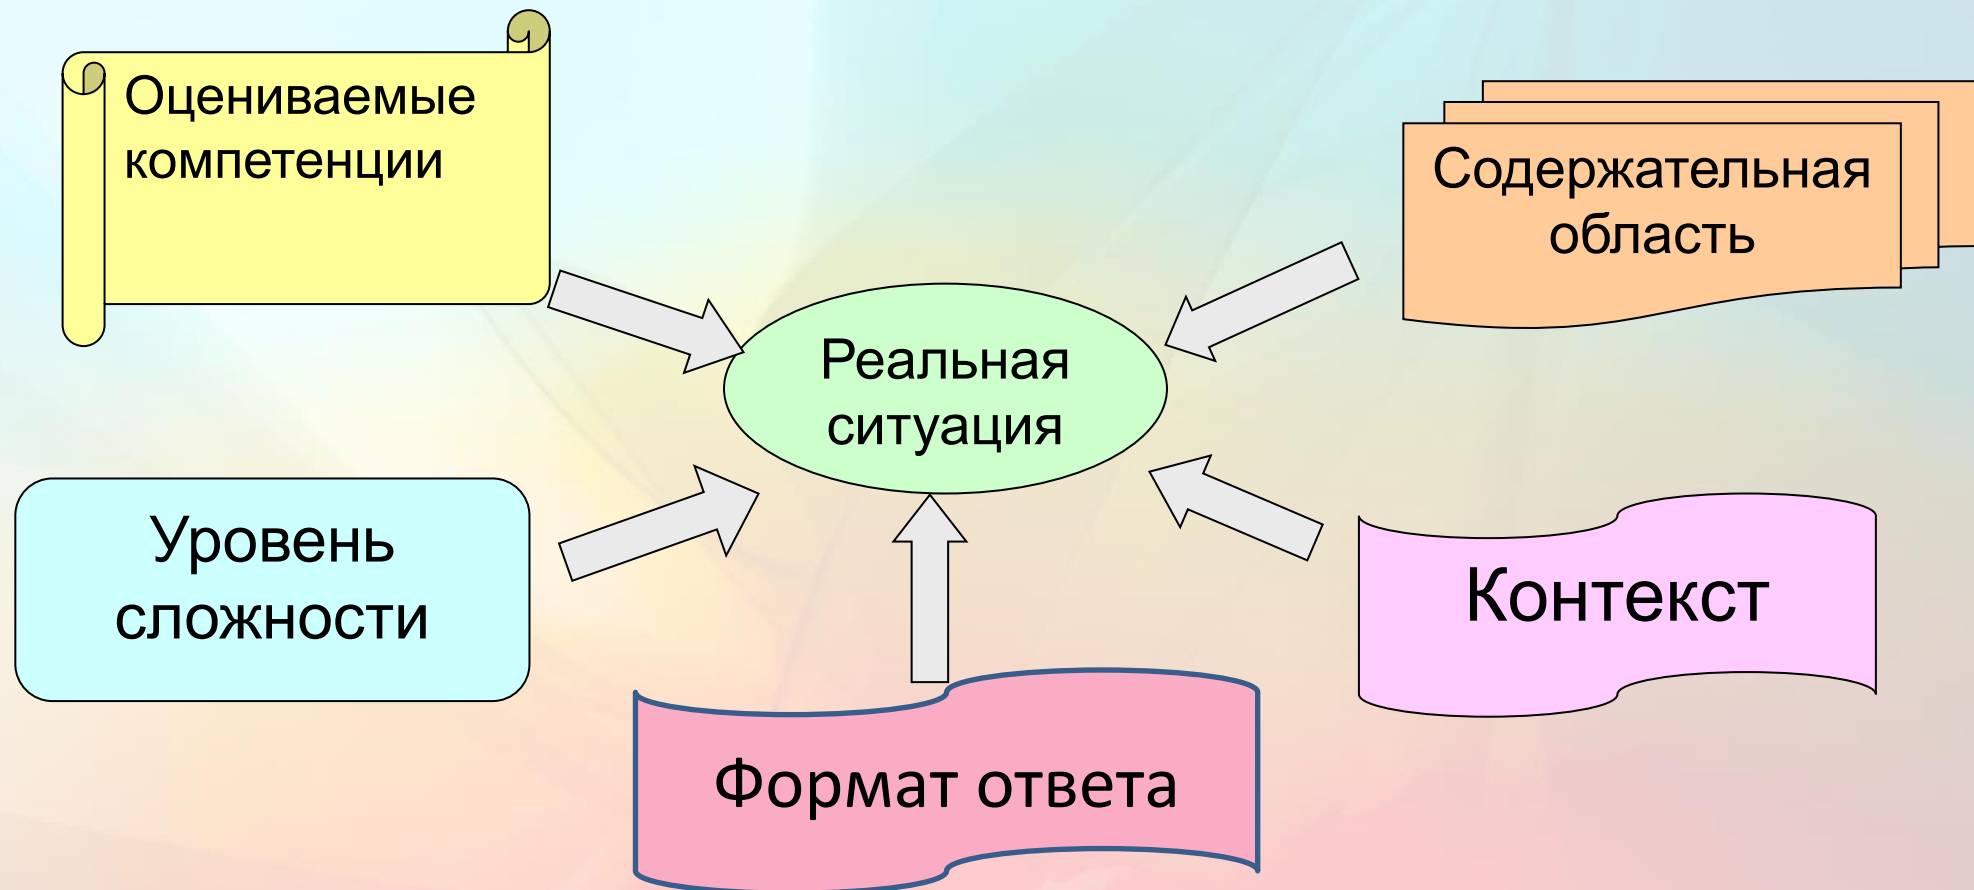 Оцениваемые
компетенции
Содержательная
область
Реальная
ситуация
Уровень
сложности
Контекст
Формат ответа